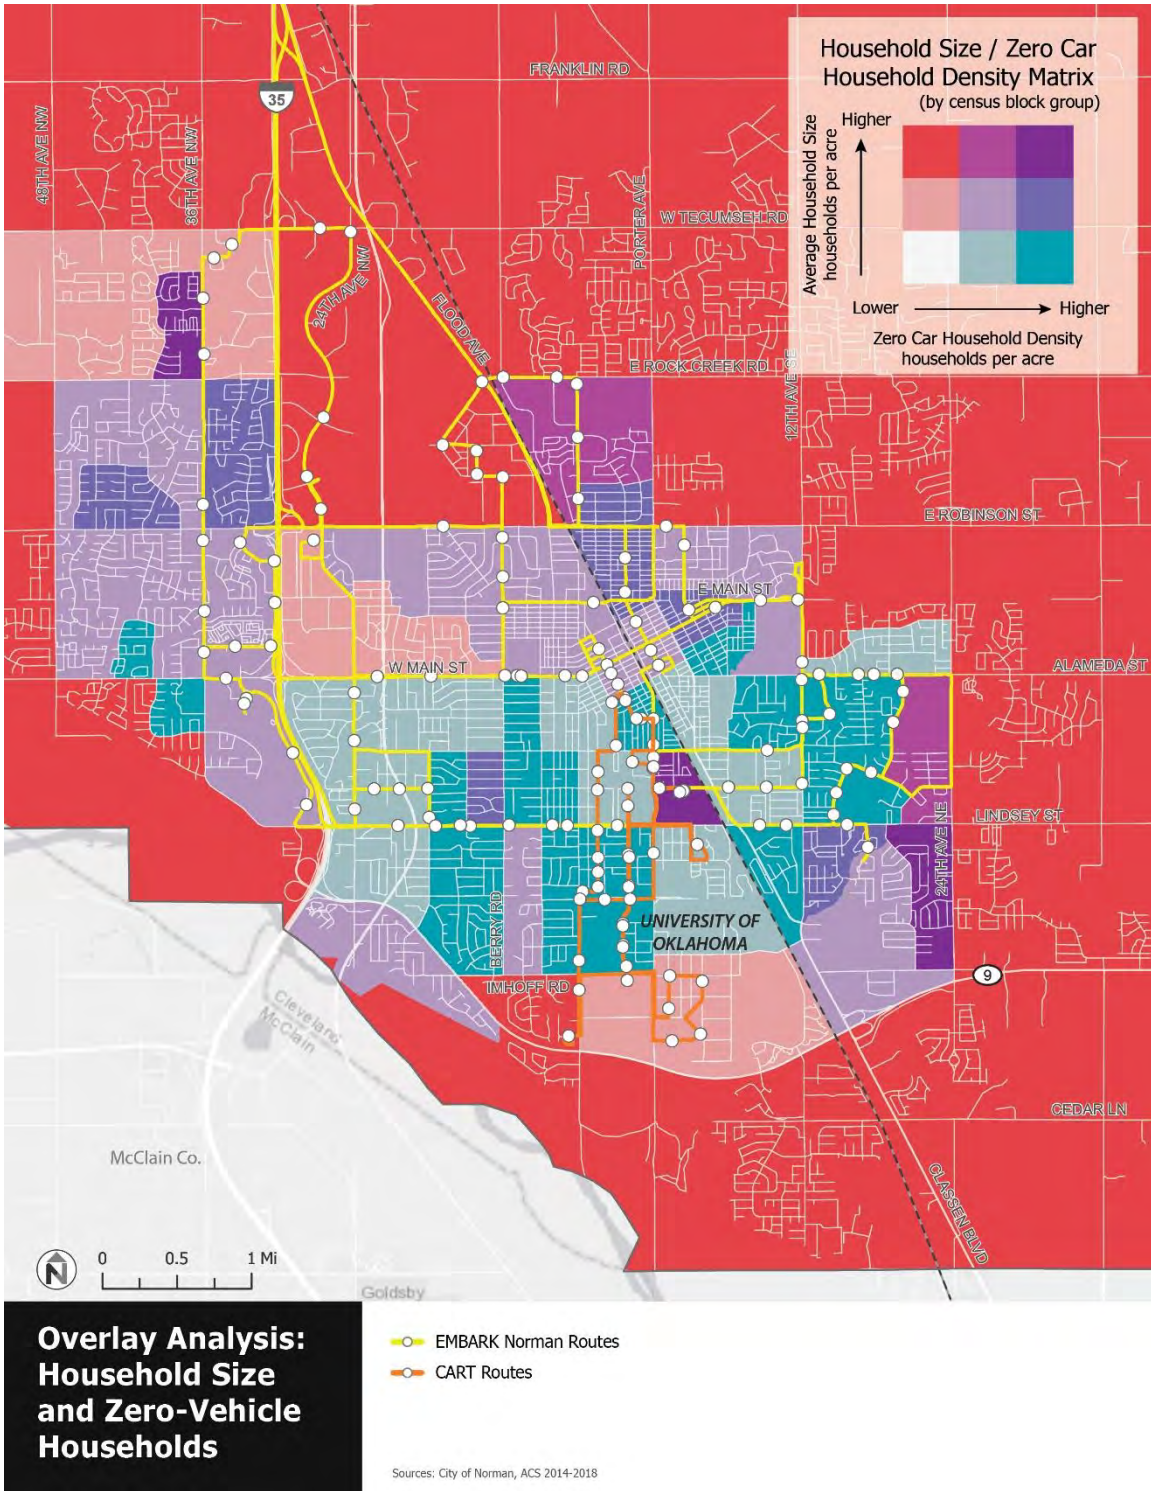 Household Size / Zero Car
Household Density Matrix
(by census block group)
Higher
Average Household Size
households per acre
Lower
Higher
Zero Car Household Density
households per acre
FRANKLIN RD
35
48TH AVE NW
36TH AVE NW
PORTER AVE
W TECUMSEH RD
24TH AVE NW
FLOOD AVE
E ROCK CREEK RD
12TH AVE SE
E ROBINSON ST
E MAIN ST
W MAIN ST
ALAMEDA ST
LINDSEY ST
24TH AVE NE
BERRY RD
UNIVERSITY OF
OKLAHOMA
IMHOFF RD
9
Cleveland
McClain
CEDAR LN
McClain Co.
CLASSEN BLVD
N
0 0.5 1 Mi
Goldsby
Overlay Analysis:
Household Size
and Zero-Vehicle
Households
EMBARK Norman Routes
CART Routes
Sources: City of Norman, ACS 2014-2018